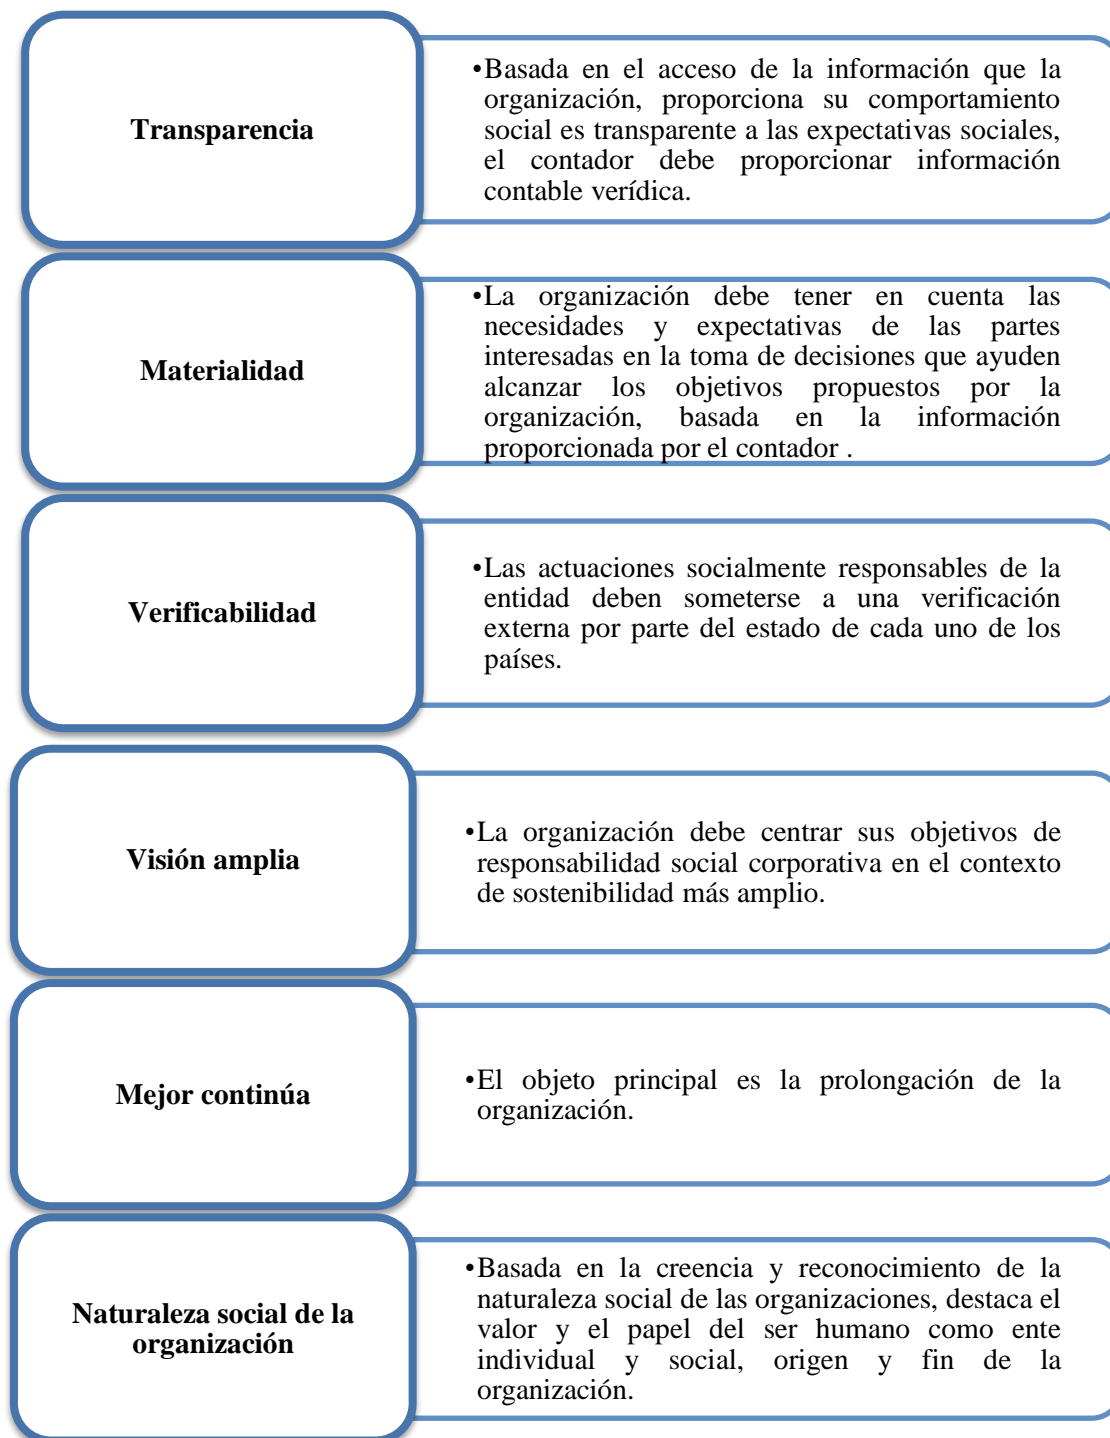 Transparencia
•Basada en el acceso de la información que la
organización, proporciona su comportamiento
social es transparente a las expectativas sociales,
el contador debe proporcionar información
contable verídica.
Materialidad
•La organización debe tener en cuenta las
necesidades y expectativas de las partes
interesadas en la toma de decisiones que ayuden
alcanzar los objetivos propuestos por la
organización, basada en la información
proporcionada por el contador .
Verificabilidad
•Las actuaciones socialmente responsables de la
entidad deben someterse a una verificación
externa por parte del estado de cada uno de los
países.
Visión amplia
•La organización debe centrar sus objetivos de
responsabilidad social corporativa en el contexto
de sostenibilidad más amplio.
Mejor continúa
•El objeto principal es la prolongación de la
organización.
Naturaleza social de la
organización
•Basada en la creencia y reconocimiento de la
naturaleza social de las organizaciones, destaca el
valor y el papel del ser humano como ente
individual y social, origen y fin de la
organización.